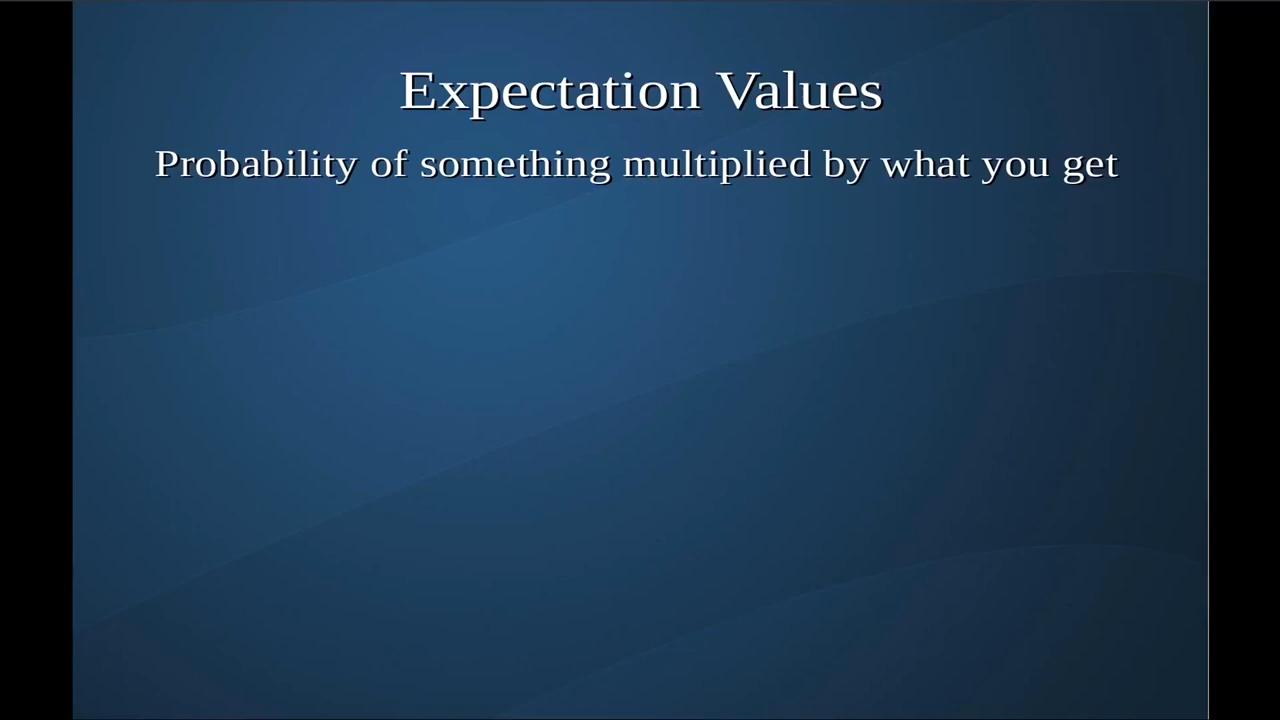 Expectation Values
Probability of something multiplied by what you get